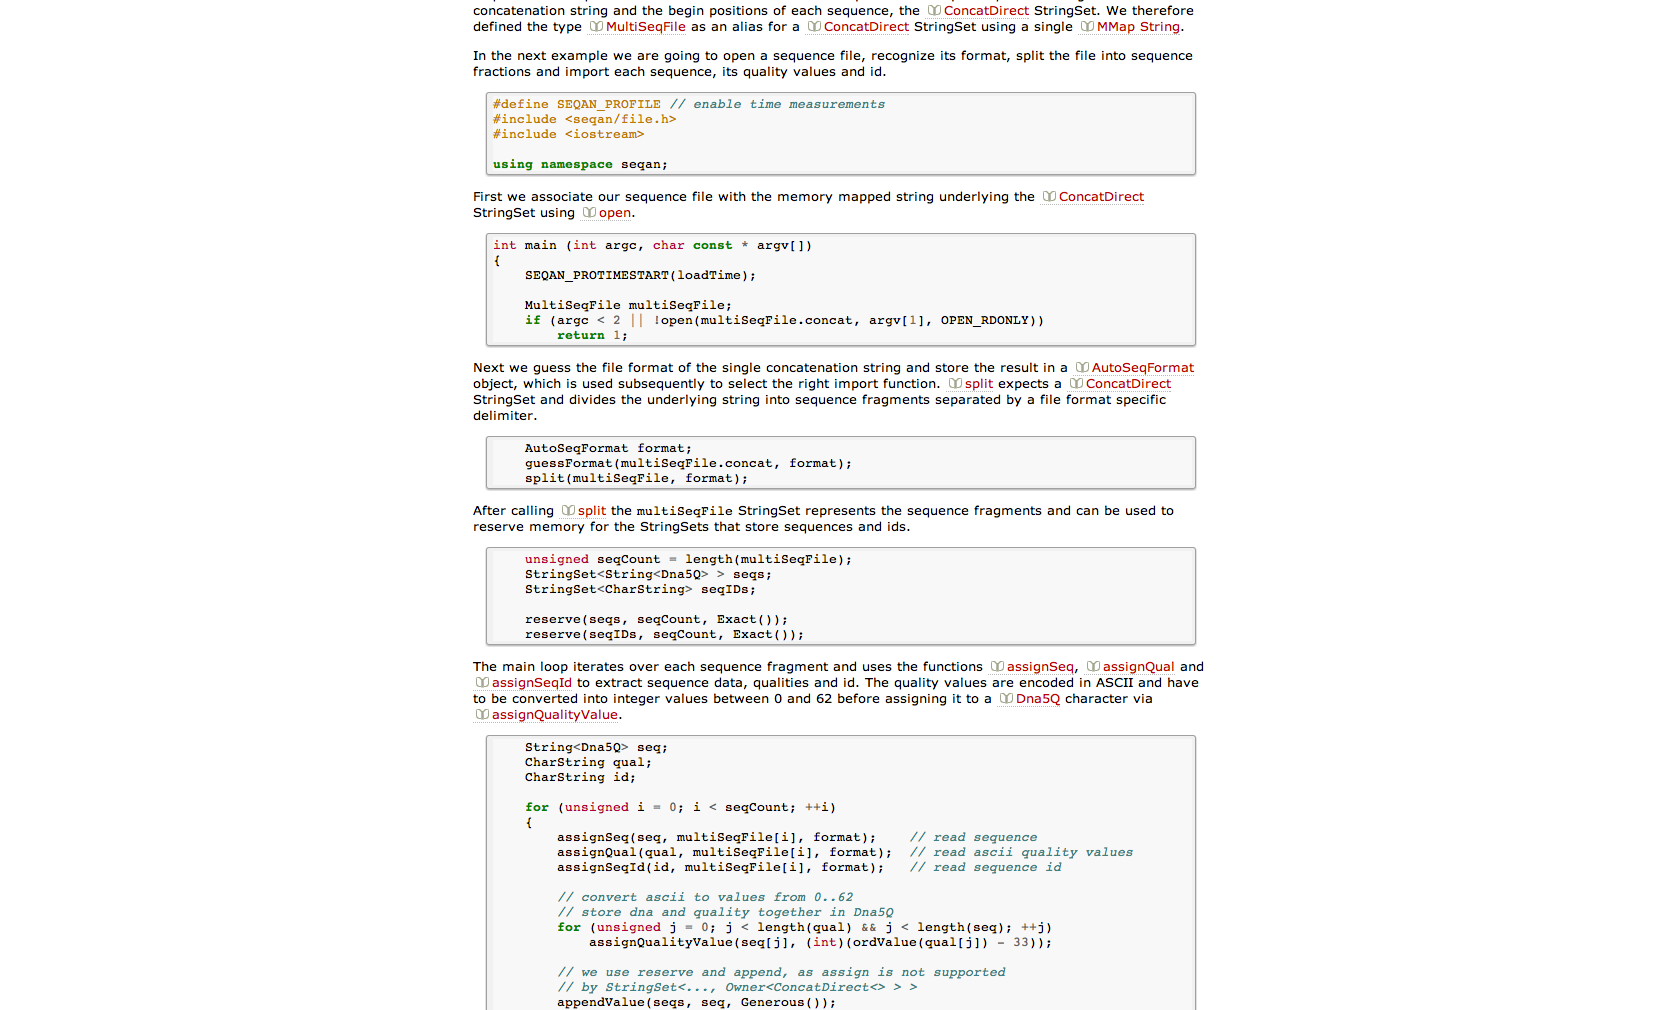 concatenation string and the begin positions of each sequence, the ConcatDirect StringSet. We therefore
defined the type MultiSeqFile as an alias for a ConcatDirect StringSet using a single MMap String.
In the next example we are going to open a sequence file, recognize its format, split the file into sequence
fractions and import each sequence, its quality values and id.
#define SEQAN_PROFILE // enable time measurements
#include <seqan/file.h>
#include <iostream>
using namespace seqan;
First we associate our sequence file with the memory mapped string underlying the ConcatDirect
StringSet using open.
int main (int argc, char const * argv[])
{
SEQAN_PROTIMESTART(loadTime);
MultiSeqFile multiSeqFile;
if (argc < 2 || !open(multiSeqFile.concat, argv[1], OPEN_RDONLY))
return 1;
Next we guess the file format of the single concatenation string and store the result in a AutoSeqFormat
object, which is used subsequently to select the right import function. split expects a ConcatDirect
StringSet and divides the underlying string into sequence fragments separated by a file format specific
delimiter.
AutoSeqFormat format;
guessFormat(multiSeqFile.concat, format);
split(multiSeqFile, format);
After calling split the multiSeqFile StringSet represents the sequence fragments and can be used to
reserve memory for the StringSets that store sequences and ids.
unsigned seqCount = length(multiSeqFile);
StringSet<String<Dna5Q> > seqs;
StringSet<CharString> seqIDs;
reserve(seqs, seqCount, Exact());
reserve(seqIDs, seqCount, Exact());
The main loop iterates over each sequence fragment and uses the functions assignSeq, assignQual and
assignSeqId to extract sequence data, qualities and id. The quality values are encoded in ASCII and have
to be converted into integer values between 0 and 62 before assigning it to a Dna5Q character via
assignQualityValue.
String<Dna5Q> seq;
CharString qual;
CharString id;
for (unsigned i = 0; i < seqCount; ++i)
{
assignSeq(seq, multiSeqFile[i], format); // read sequence
assignQual(qual, multiSeqFile[i], format); // read ascii quality values
assignSeqId(id, multiSeqFile[i], format); // read sequence id
// convert ascii to values from 0..62
// store dna and quality together in Dna5Q
for (unsigned j = 0; j < length(qual) && j < length(seq); ++j)
assignQualityValue(seq[j], (int)(ordValue(qual[j]) - 33));
// we use reserve and append, as assign is not supported
// by StringSet<..., Owner<ConcatDirect<> > >
appendValue(seqs, seq, Generous());